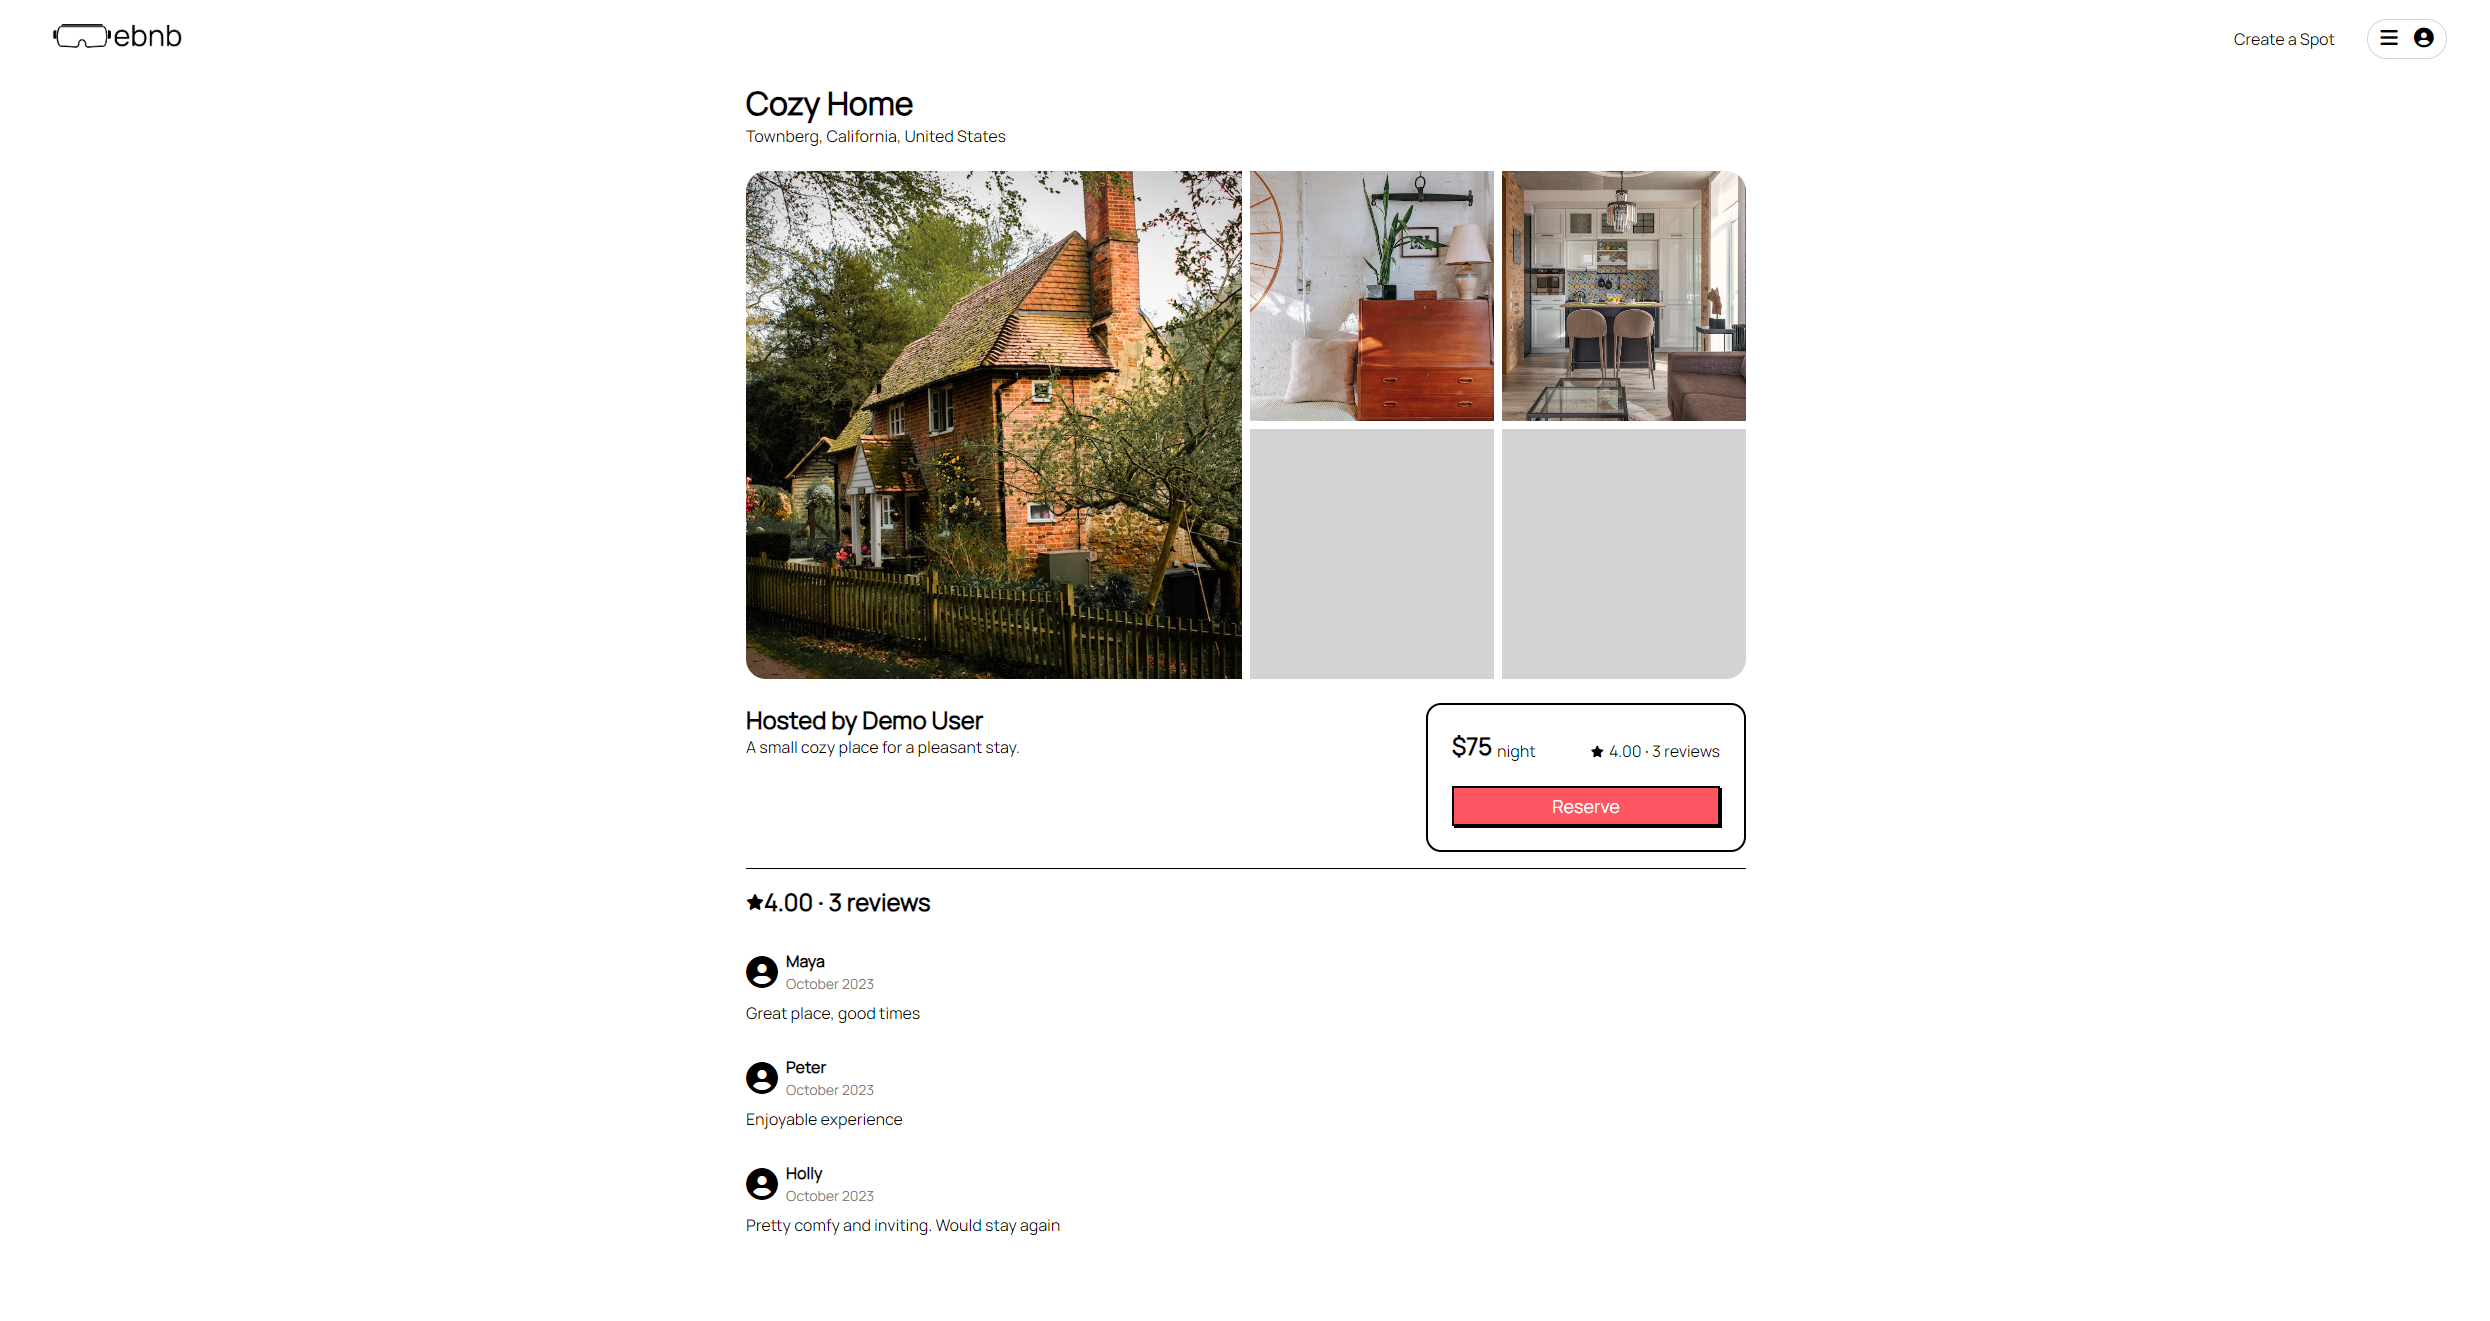 ebnb
Create a Spot
Cozy Home
Townberg, California, United States
Hosted by Demo User
A small cozy place for a pleasant stay.
$75 night
4.00 · 3 reviews
Reserve
4.00 · 3 reviews
Maya
October 2023
Great place, good times
Peter
October 2023
Enjoyable experience
Holly
October 2023
Pretty comfy and inviting. Would stay again